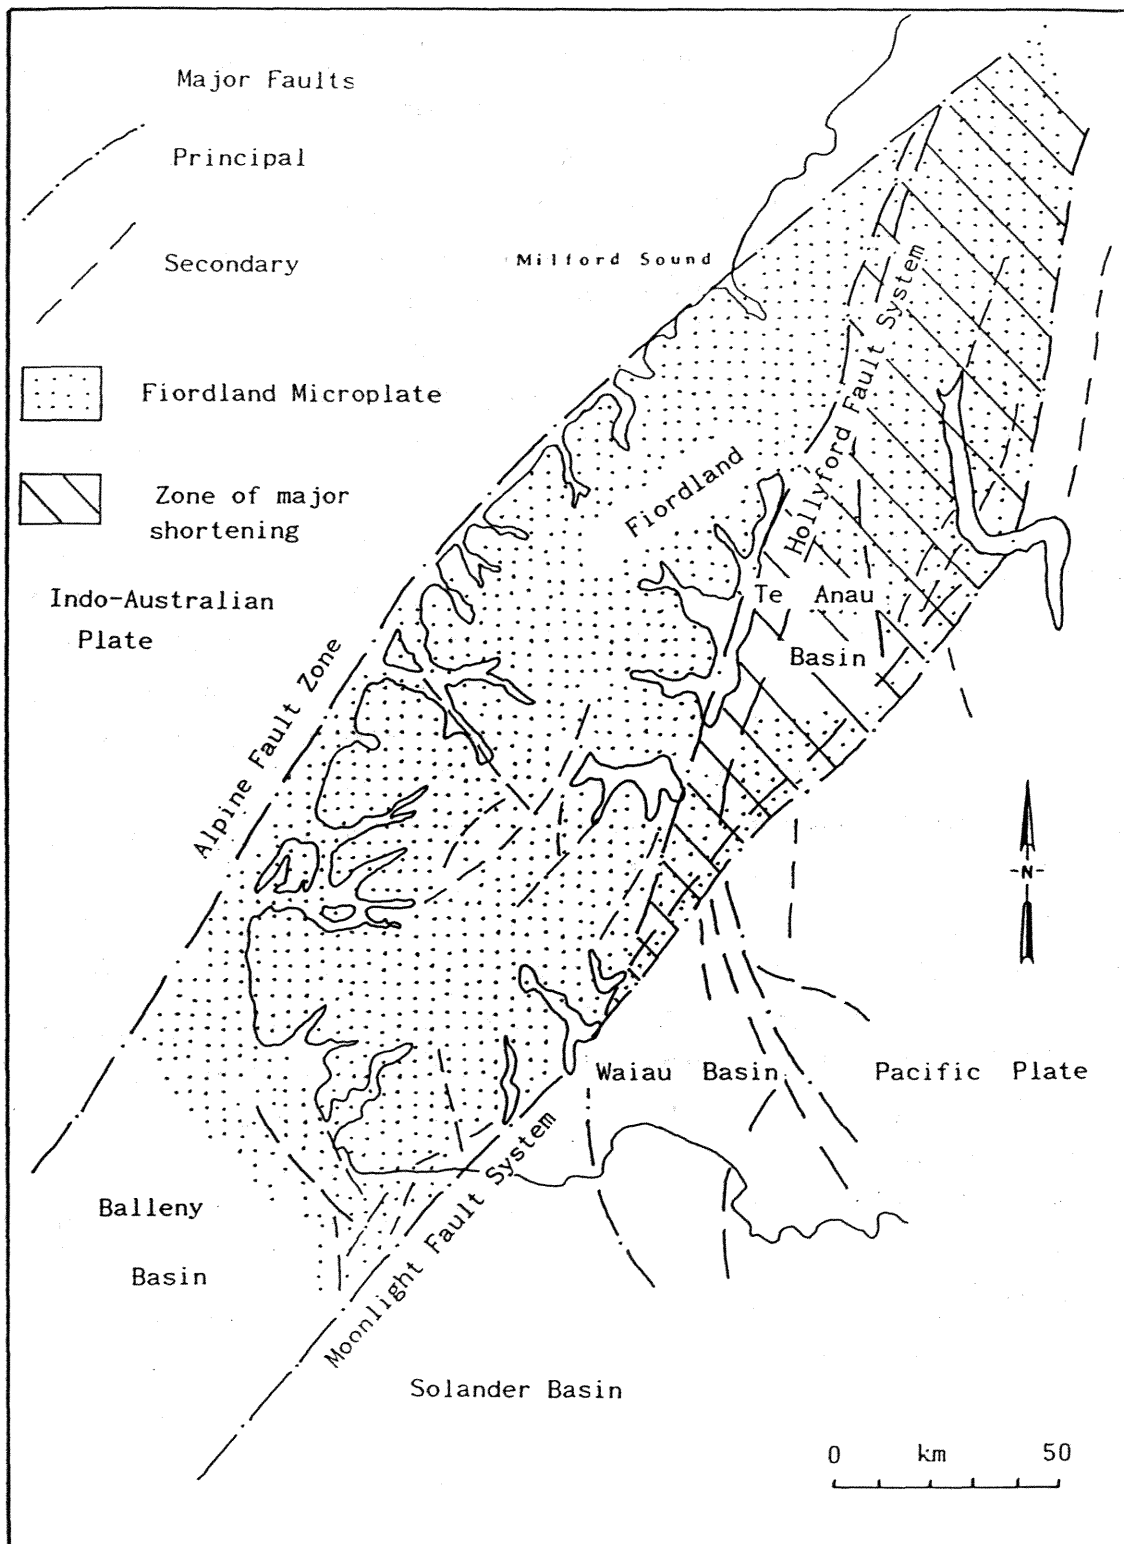 Major Faults
Principal
Secondary
Milford Sound
Fiordland Microplate
Zone of major
shortening
Indo-Australian
Plate
Alpine Fault Zone
Fiordland
Hollyford Fault System
Te Anau
Basin
-N-
Waiau Basin
Pacific Plate
Balleny
Basin
Moonlight Fault System
Solander Basin
0 km 50